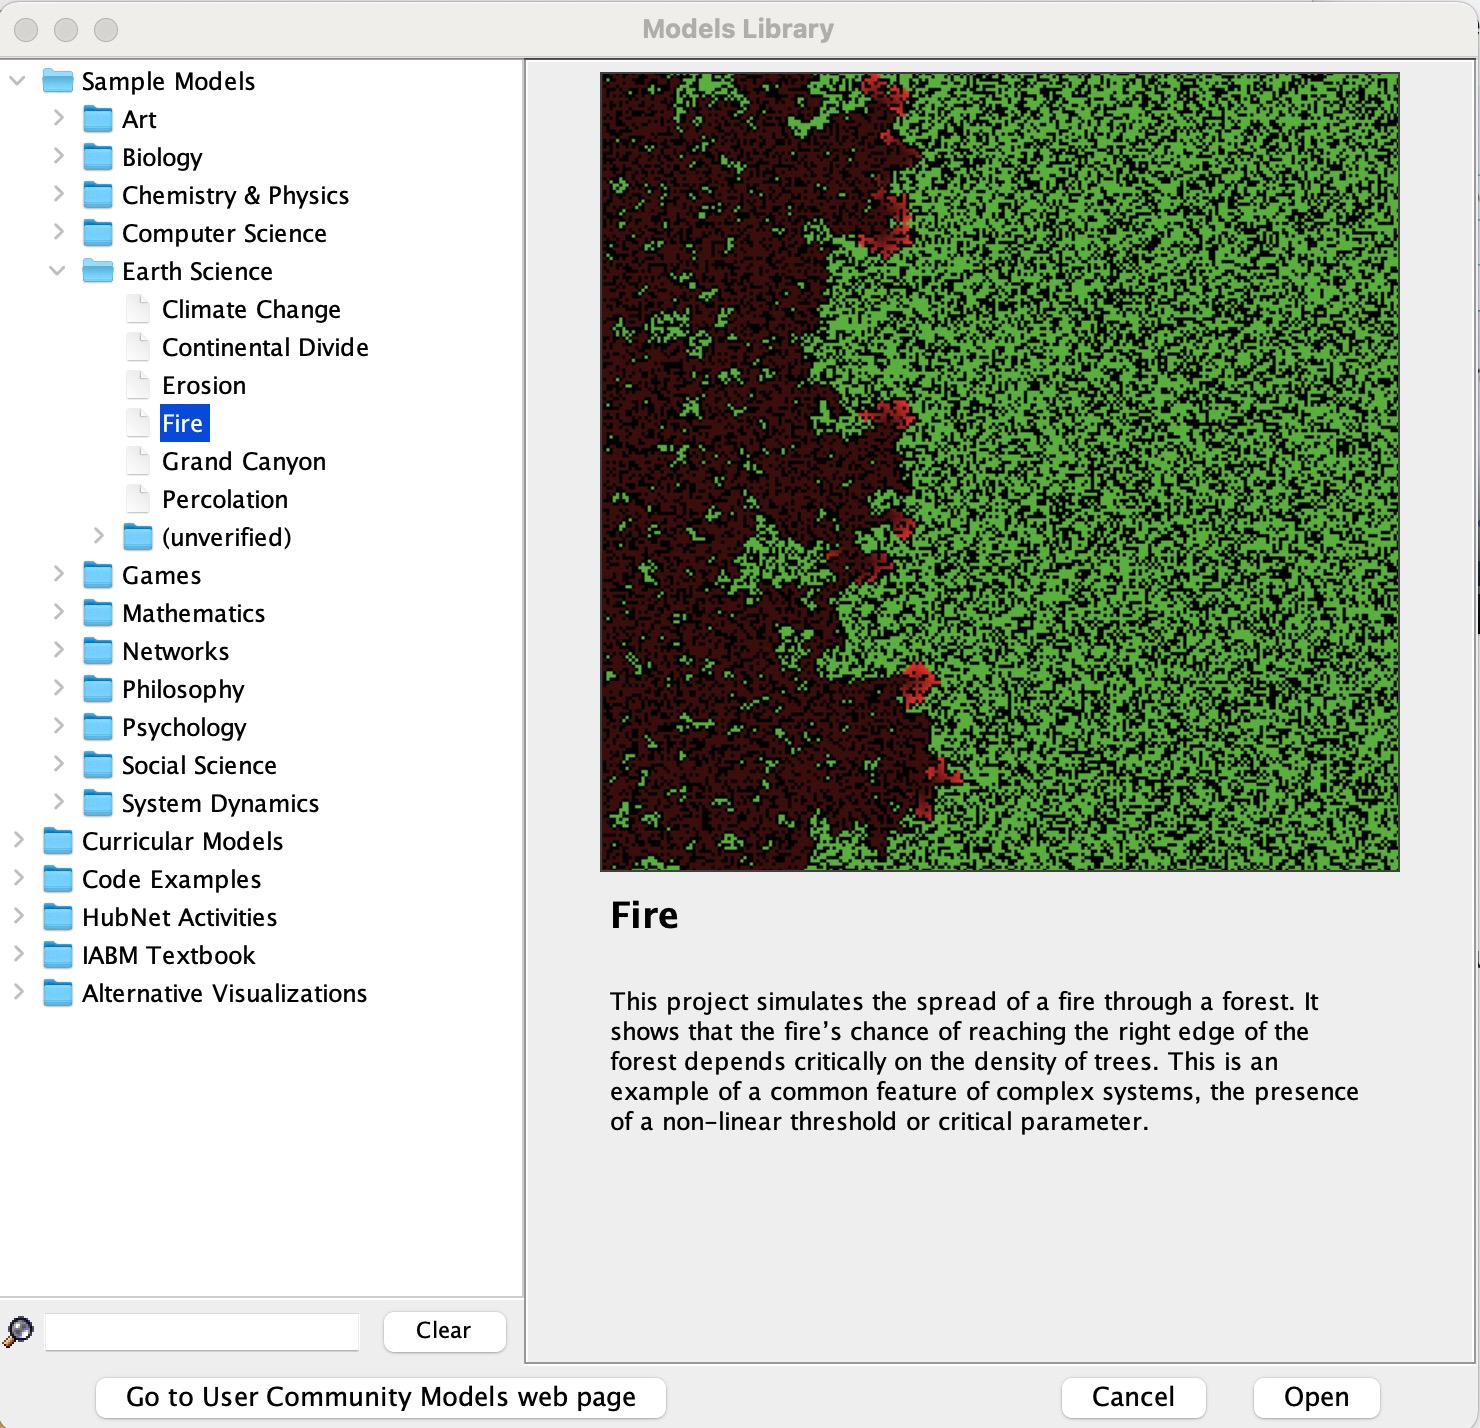 Models Library
Sample Models
Art
Biology
Chemistry & Physics
Computer Science
Earth Science
Climate Change
Continental Divide
Erosion
Fire
Grand Canyon
Percolation
(unverified)
Games
Mathematics
Networks
Philosophy
Psychology
Social Science
System Dynamics
Curricular Models
Code Examples
HubNet Activities
IABM Textbook
Alternative Visualizations
Fire
This project simulates the spread of a fire through a forest. It
shows that the fire’s chance of reaching the right edge of the
forest depends critically on the density of trees. This is an
example of a common feature of complex systems, the presence
of a non-linear threshold or critical parameter.
Clear
Go to User Community Models web page
Cancel
Open